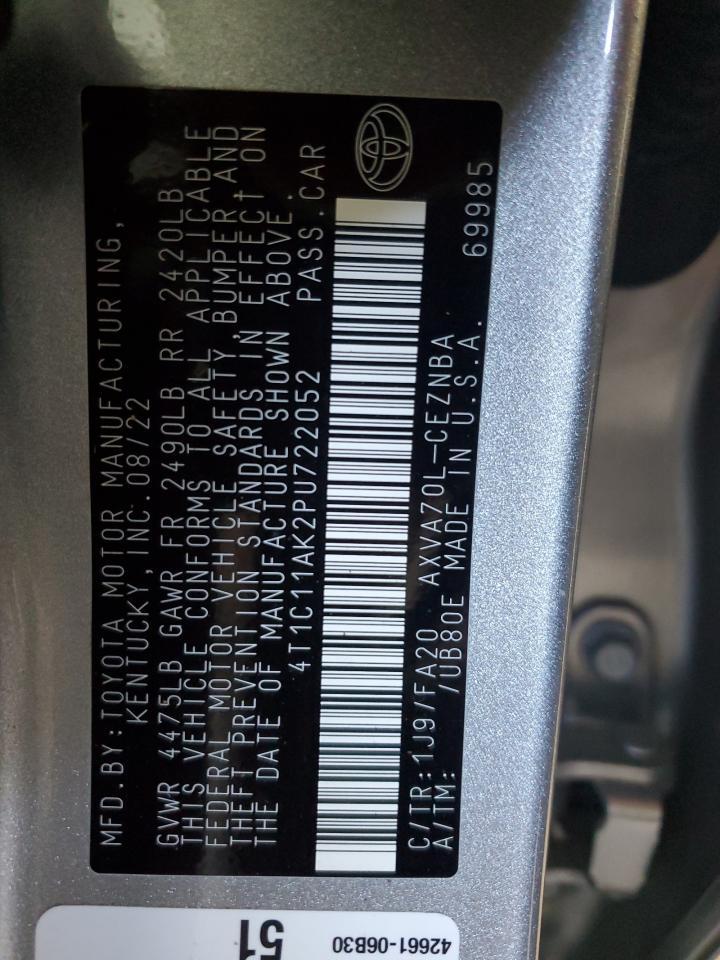 MFD.BY:TOYOTA MOTOR MANUFACTURING,
KENTUCKY, INC.08/22
GVWR 4475LB GAWR FR 2490LB RR 2420LB
THIS VEHICLE CONFORMS TO ALL APPLICABLE
FEDERAL MOTOR VEHICLE SAFETY, BUMPER AND
THEFT PREVENTION STANDARDS IN EFFECT ON
THE DATE OF MANUFACTURE SHOWN ABOVE.
4T1C11AK2PU722052 PASS.CAR
C/TR:1J9/FA20 AXVA70L-CEZNBA 69985
A/TM: /UB80E MADE IN U.S.A.
42661-06B30
51